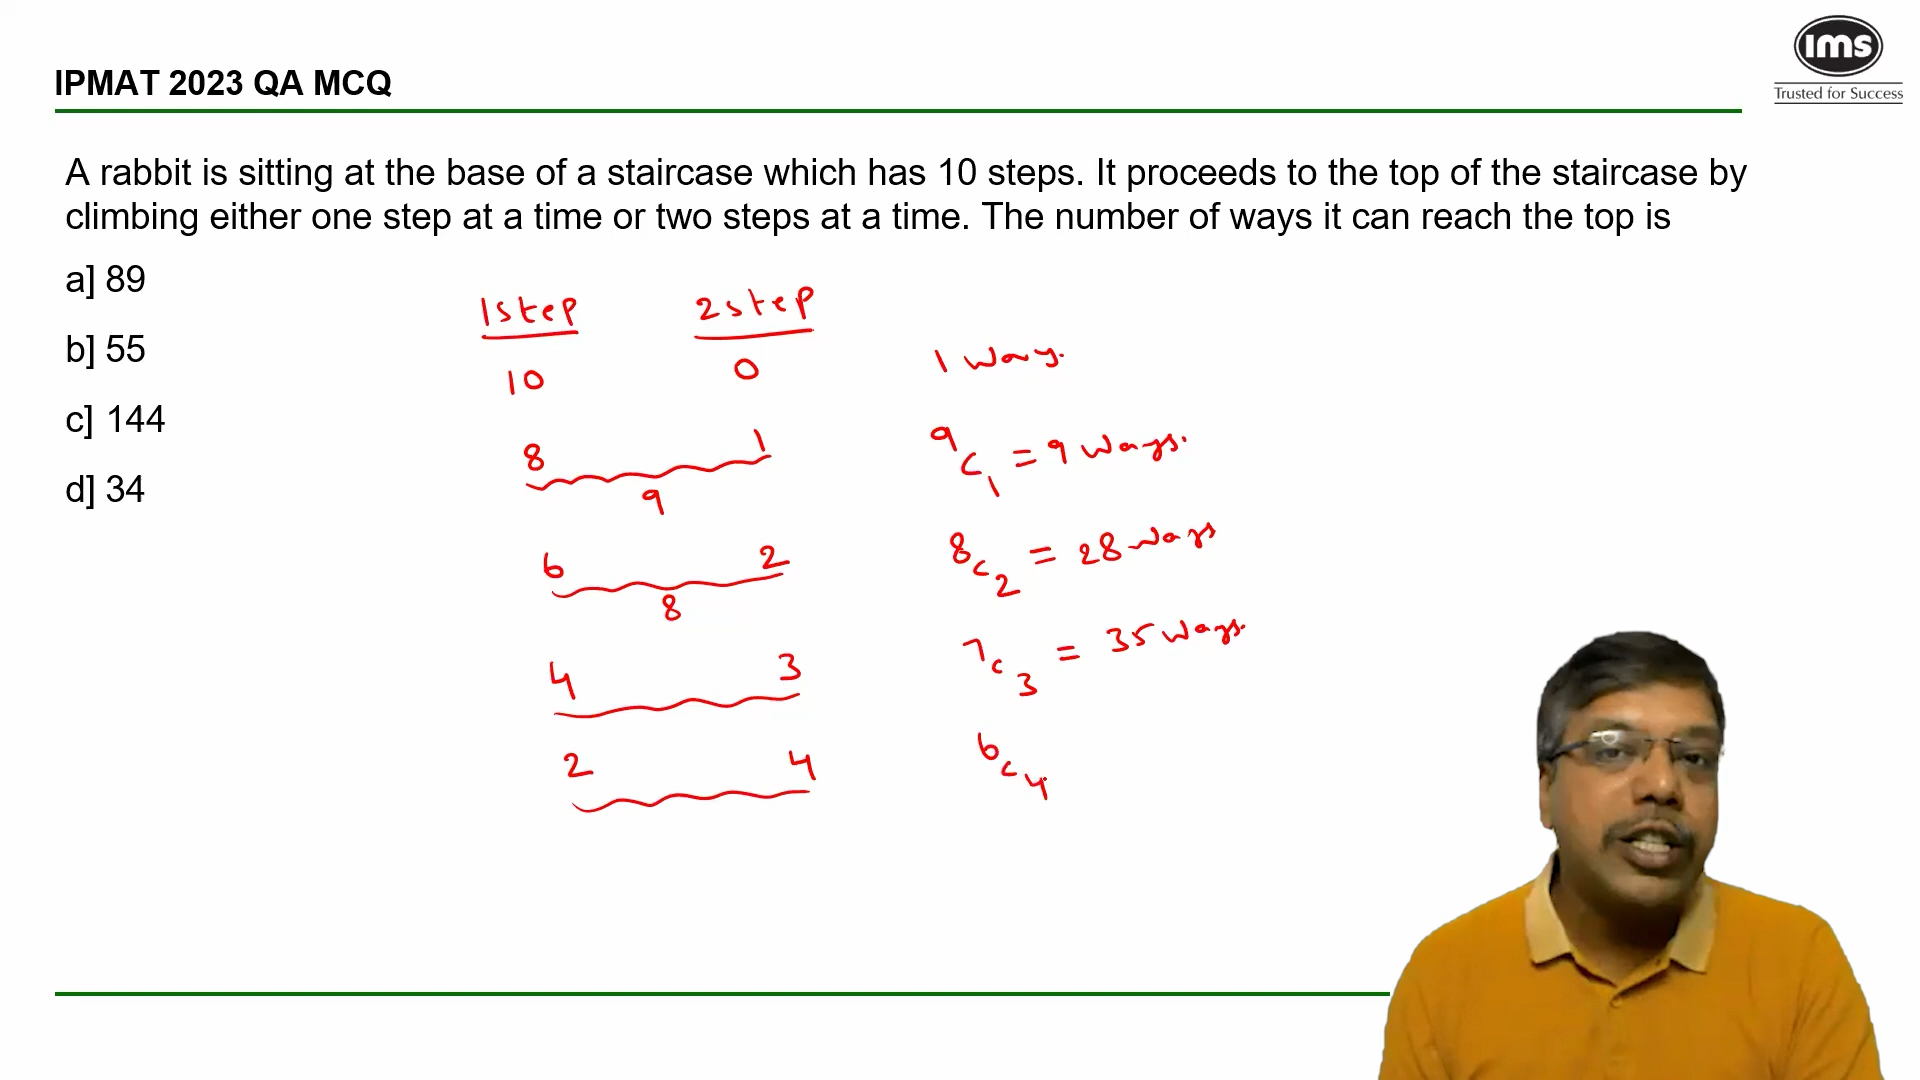 ims
Trusted for Success
IPMAT 2023 QA MCQ
A rabbit is sitting at the base of a staircase which has 10 steps. It proceeds to the top of the staircase by
climbing either one step at a time or two steps at a time. The number of ways it can reach the top is
a] 89
b] 55
c] 144
d] 34
1step 2step
10 0 1 way.
8 1 9c1 = 9 ways.
9
6 2 8c2 = 28 ways
8
4 3 7c3 = 35 ways.
2 4 6c4